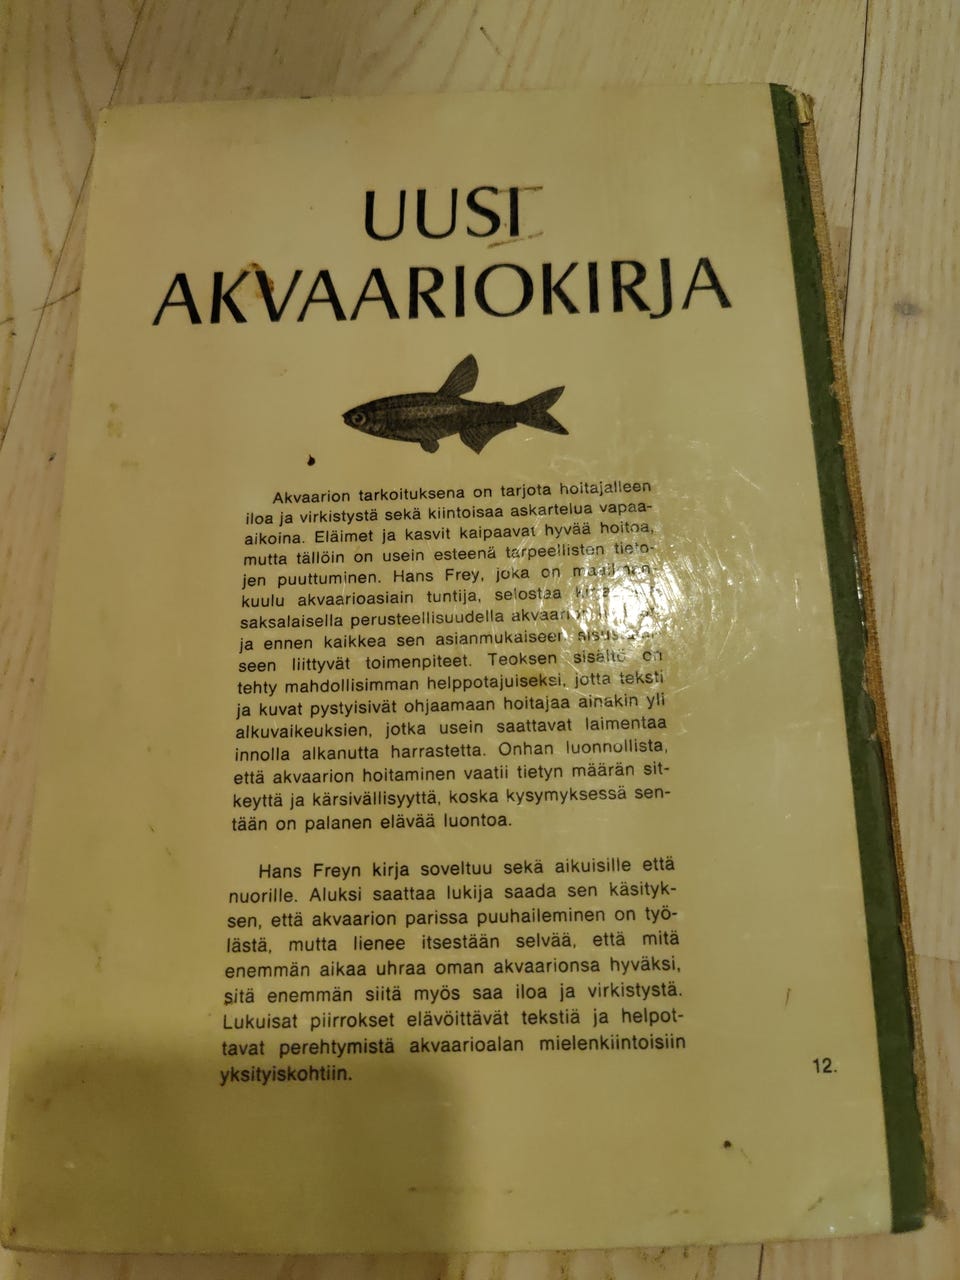 UUSI
AKVAARIOKIRJA
Akvaarion tarkoituksena on tarjota hoitajalleen
iloa ja virkistystä sekä kiintoisaa askartelua vapaa-
aikoina. Eläimet ja kasvit kaipaavat hyvää hoitoa,
mutta tällöin on usein esteenä tarpeellisten tieto-
jen puuttuminen. Hans Frey, joka on maailman-
kuulu akvaarioasiain tuntija, selostaa
saksalaisella perusteellisuudella
ja ennen kaikkea sen asianmukaiseen
seen liittyvät toimenpiteet. Teoksen sisältö on
tehty mahdollisimman helppotajuiseksi, jotta teksti
ja kuvat pystyisivät ohjaamaan hoitajaa ainakin yli
alkuvaikeuksien, jotka usein saattavat laimentaa
innolla alkanutta harrastetta. Onhan luonnollista,
että akvaarion hoitaminen vaatii tietyn määrän sit-
keyttä ja kärsivällisyyttä, koska kysymyksessä sen-
tään on palanen elävää luontoa.
Hans Freyn kirja soveltuu sekä aikuisille että
nuorille. Aluksi saattaa lukija saada sen käsityk-
sen, että akvaarion parissa puuhaileminen on työ-
lästä, mutta lienee itsestään selvää, että mitä
enemmän aikaa uhraa oman akvaarionsa hyväksi,
sitä enemmän siitä myös saa iloa ja virkistystä.
Lukuisat piirrokset elävöittävät tekstiä ja helpot-
tavat perehtymistä akvaarioalan mielenkiintoisiin
yksityiskohtiin.
12.